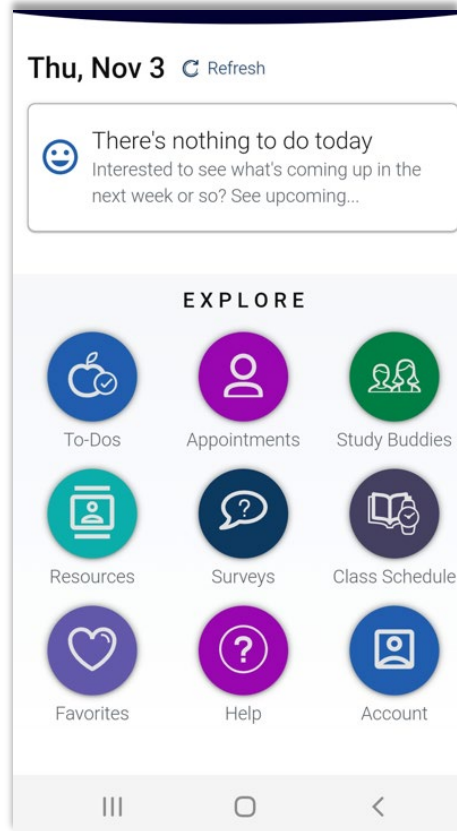 Thu, Nov 3 Refresh
There's nothing to do today
Interested to see what's coming up in the
next week or so? See upcoming...
EXPLORE
To-Dos Appointments Study Buddies
? 
Resources Surveys Class Schedule
?
Favorites Help Account